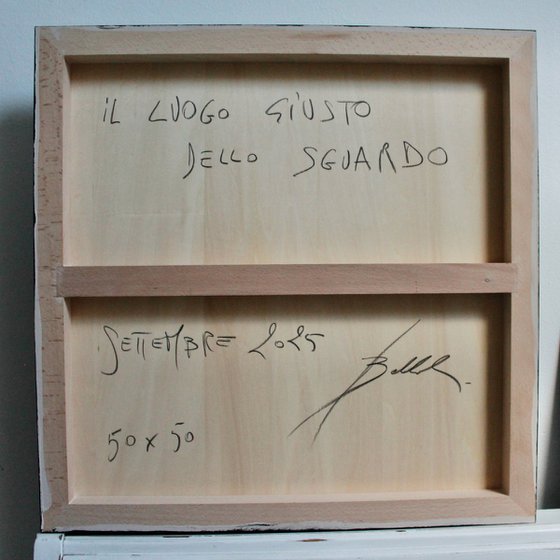 iL LUOGO GiUSTO
DELLO SGUARDO
SETTEMBRE 2025
50 x 50